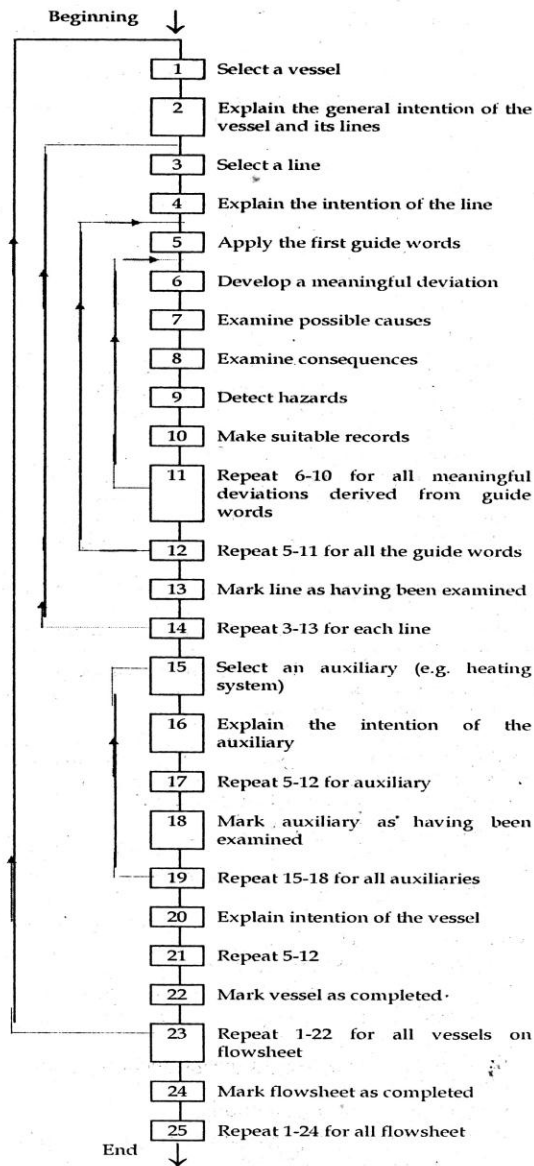 Beginning
1 Select a vessel
2 Explain the general intention of the
vessel and its lines
3 Select a line
4 Explain the intention of the line
5 Apply the first guide words
6 Develop a meaningful deviation
7 Examine possible causes
8 Examine consequences
9 Detect hazards
10 Make suitable records
11 Repeat 6-10 for all meaningful
deviations derived from guide
words
12 Repeat 5-11 for all the guide words
13 Mark line as having been examined
14 Repeat 3-13 for each line
15 Select an auxiliary (e.g. heating
system)
16 Explain the intention of the
auxiliary
17 Repeat 5-12 for auxiliary
18 Mark auxiliary as having been
examined
19 Repeat 15-18 for all auxiliaries
20 Explain intention of the vessel
21 Repeat 5-12
22 Mark vessel as completed
23 Repeat 1-22 for all vessels on
flowsheet
24 Mark flowsheet as completed
25 Repeat 1-24 for all flowsheet
End